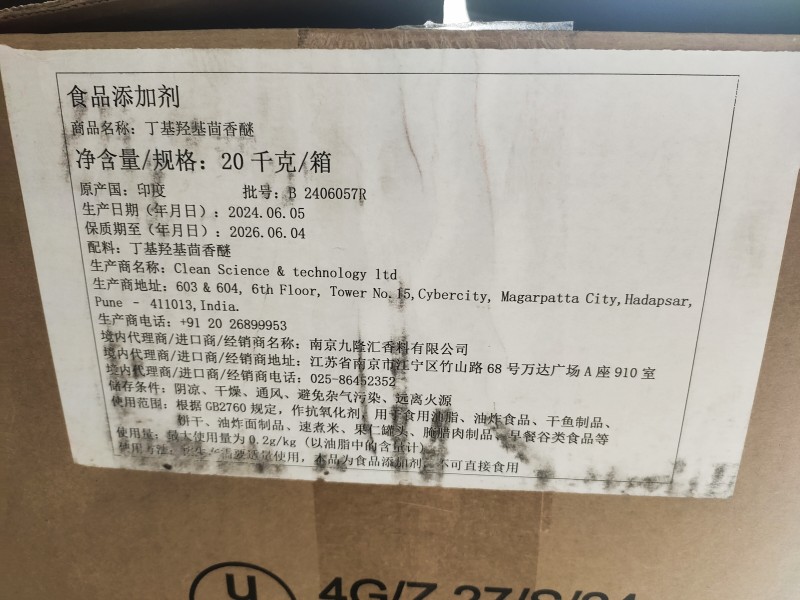 食品添加剂
商品名称：丁基羟基茴香醚
净含量/规格：20 千克/箱
原产国：印度 批号：B 2406057R
生产日期（年月日）：2024.06.05
保质期至（年月日）：2026.06.04
配料：丁基羟基茴香醚
生产商名称：Clean Science & technology ltd
生产商地址：603 & 604, 6th Floor, Tower No.15,Cybercity, Magarpatta City,Hadapsar,
Pune - 411013,India.
生产商电话：+91 20 26899953
境内代理商/进口商/经销商名称：南京九隆汇香料有限公司
境内代理商/进口商/经销商地址：江苏省南京市江宁区竹山路 68 号万达广场 A 座 910 室
境内代理商/进口商/经销商电话：025-86452352
储存条件：阴凉、干燥、通风、避免杂气污染、远离火源
使用范围：根据 GB2760 规定，作抗氧化剂，用于食用油脂、油炸食品、干鱼制品、
饼干、油炸面制品、速煮米、果仁罐头、腌腊肉制品、早餐谷类食品等
使用量：最大使用量为 0.2g/kg（以油脂中的含量计）
使用方法：需要适量使用，本品为食品添加剂，不可直接食用
u
4G/Z 27/S/24